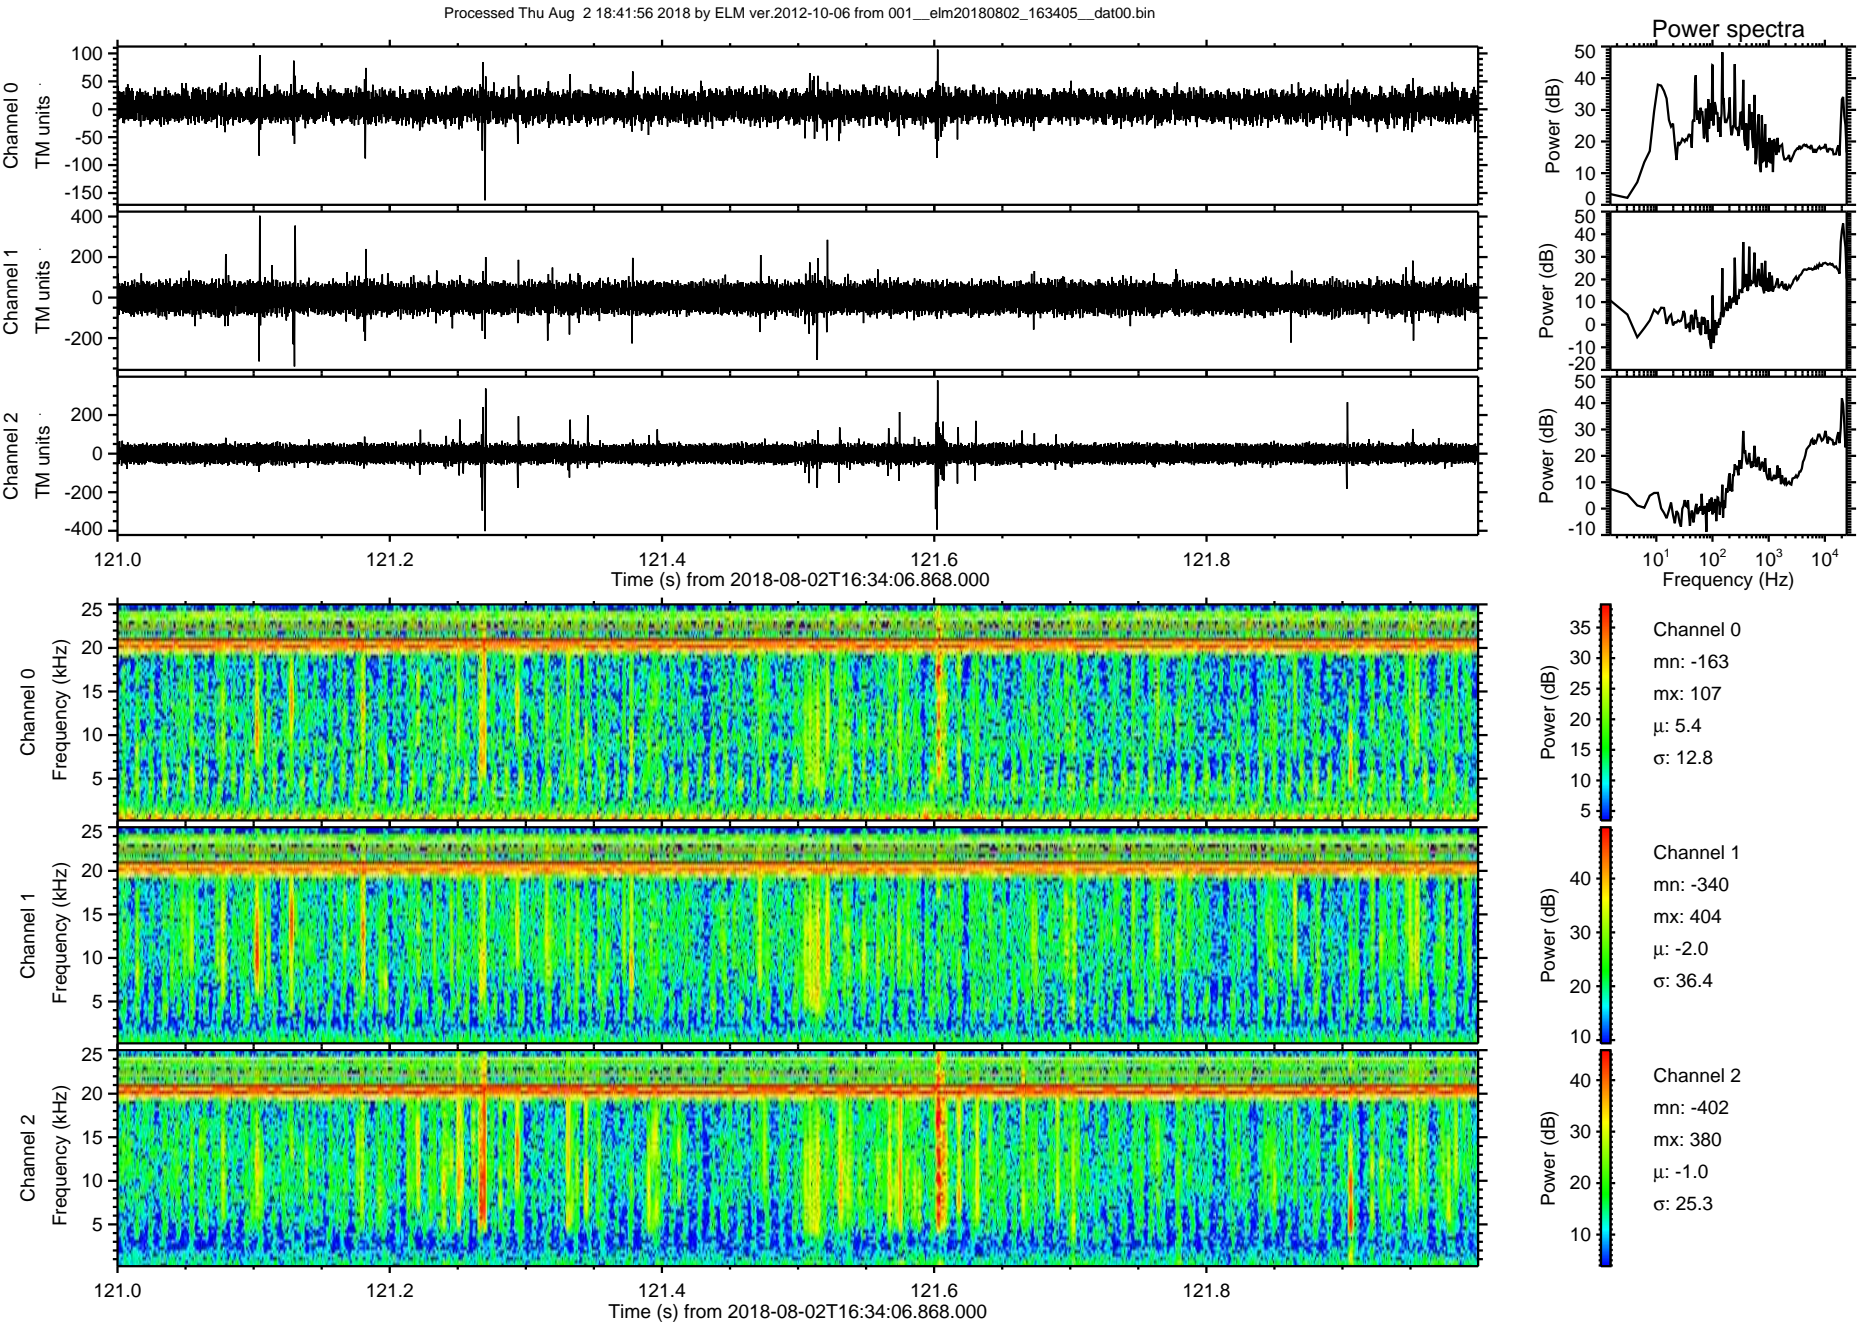 Processed Thu Aug  2 18:41:56 2018 by ELM ver.2012-10-06 from 001__elm20180802_163405__dat00.bin
Power spectra
Channel 0
TM units
100
50
0
-50
-100
-150
Power (dB)
50
40
30
20
10
0
Channel 1
TM units
400
200
0
-200
Power (dB)
50
40
30
20
10
0
-10
-20
Channel 2
TM units
200
0
-200
-400
Power (dB)
50
40
30
20
10
0
-10
121.0 121.2 121.4 121.6 121.8
Time (s) from 2018-08-02T16:34:06.868.000
10^1 10^2 10^3 10^4
Frequency (Hz)
Channel 0
Frequency (kHz)
25
20
15
10
5
Power (dB)
35
30
25
20
15
10
5
Channel 0
mn: -163
mx: 107
μ: 5.4
σ: 12.8
Channel 1
Frequency (kHz)
25
20
15
10
5
Power (dB)
40
30
20
10
Channel 1
mn: -340
mx: 404
μ: -2.0
σ: 36.4
Channel 2
Frequency (kHz)
25
20
15
10
5
Power (dB)
40
30
20
10
Channel 2
mn: -402
mx: 380
μ: -1.0
σ: 25.3
121.0 121.2 121.4 121.6 121.8
Time (s) from 2018-08-02T16:34:06.868.000